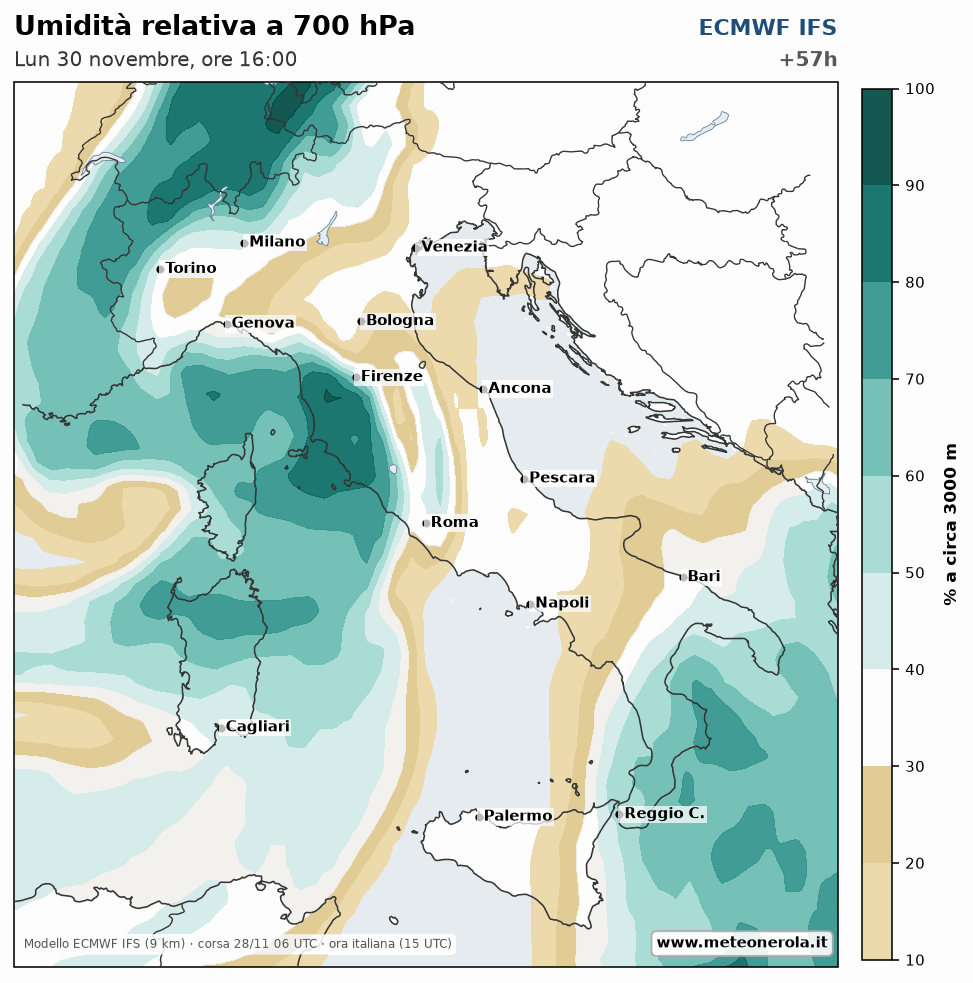 Umidità relativa a 700 hPa
ECMWF IFS
Lun 30 novembre, ore 16:00
+57h
100
90
80
70
60
50
40
30
20
10
% a circa 3000 m
Milano
Venezia
Torino
Genova
Bologna
Firenze
Ancona
Pescara
Roma
Bari
Napoli
Cagliari
Palermo
Reggio C.
Modello ECMWF IFS (9 km) · corsa 28/11 06 UTC · ora italiana (15 UTC)
www.meteonerola.it